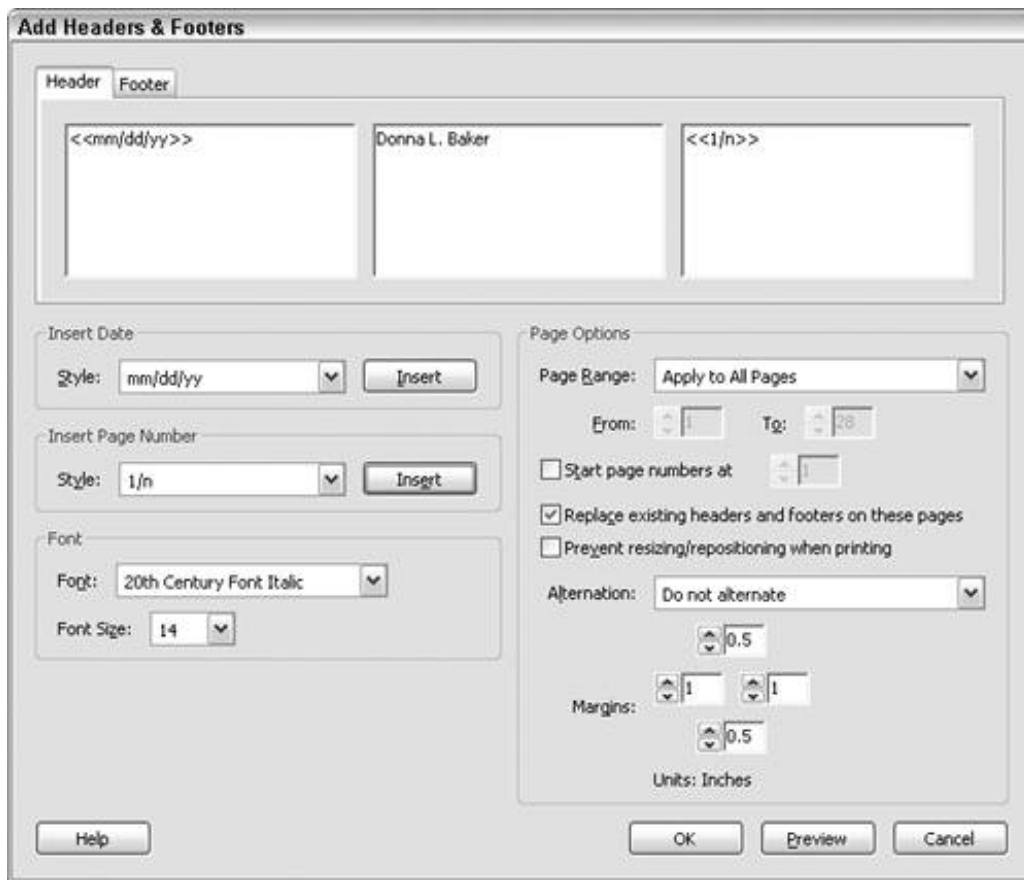 Add Headers & Footers
Header Footer
<<mm/dd/yy>> Donna L. Baker <<1/n>>
Insert Date
Style: mm/dd/yy Insert
Insert Page Number
Style: 1/n Insert
Font
Font: 20th Century Font Italic
Font Size: 14
Page Options
Page Range: Apply to All Pages
From: 1 To: 28
Start page numbers at 1
Replace existing headers and footers on these pages
Prevent resizing/repositioning when printing
Alternation: Do not alternate
0.5
Margins: 1 1
0.5
Units: Inches
Help OK Preview Cancel